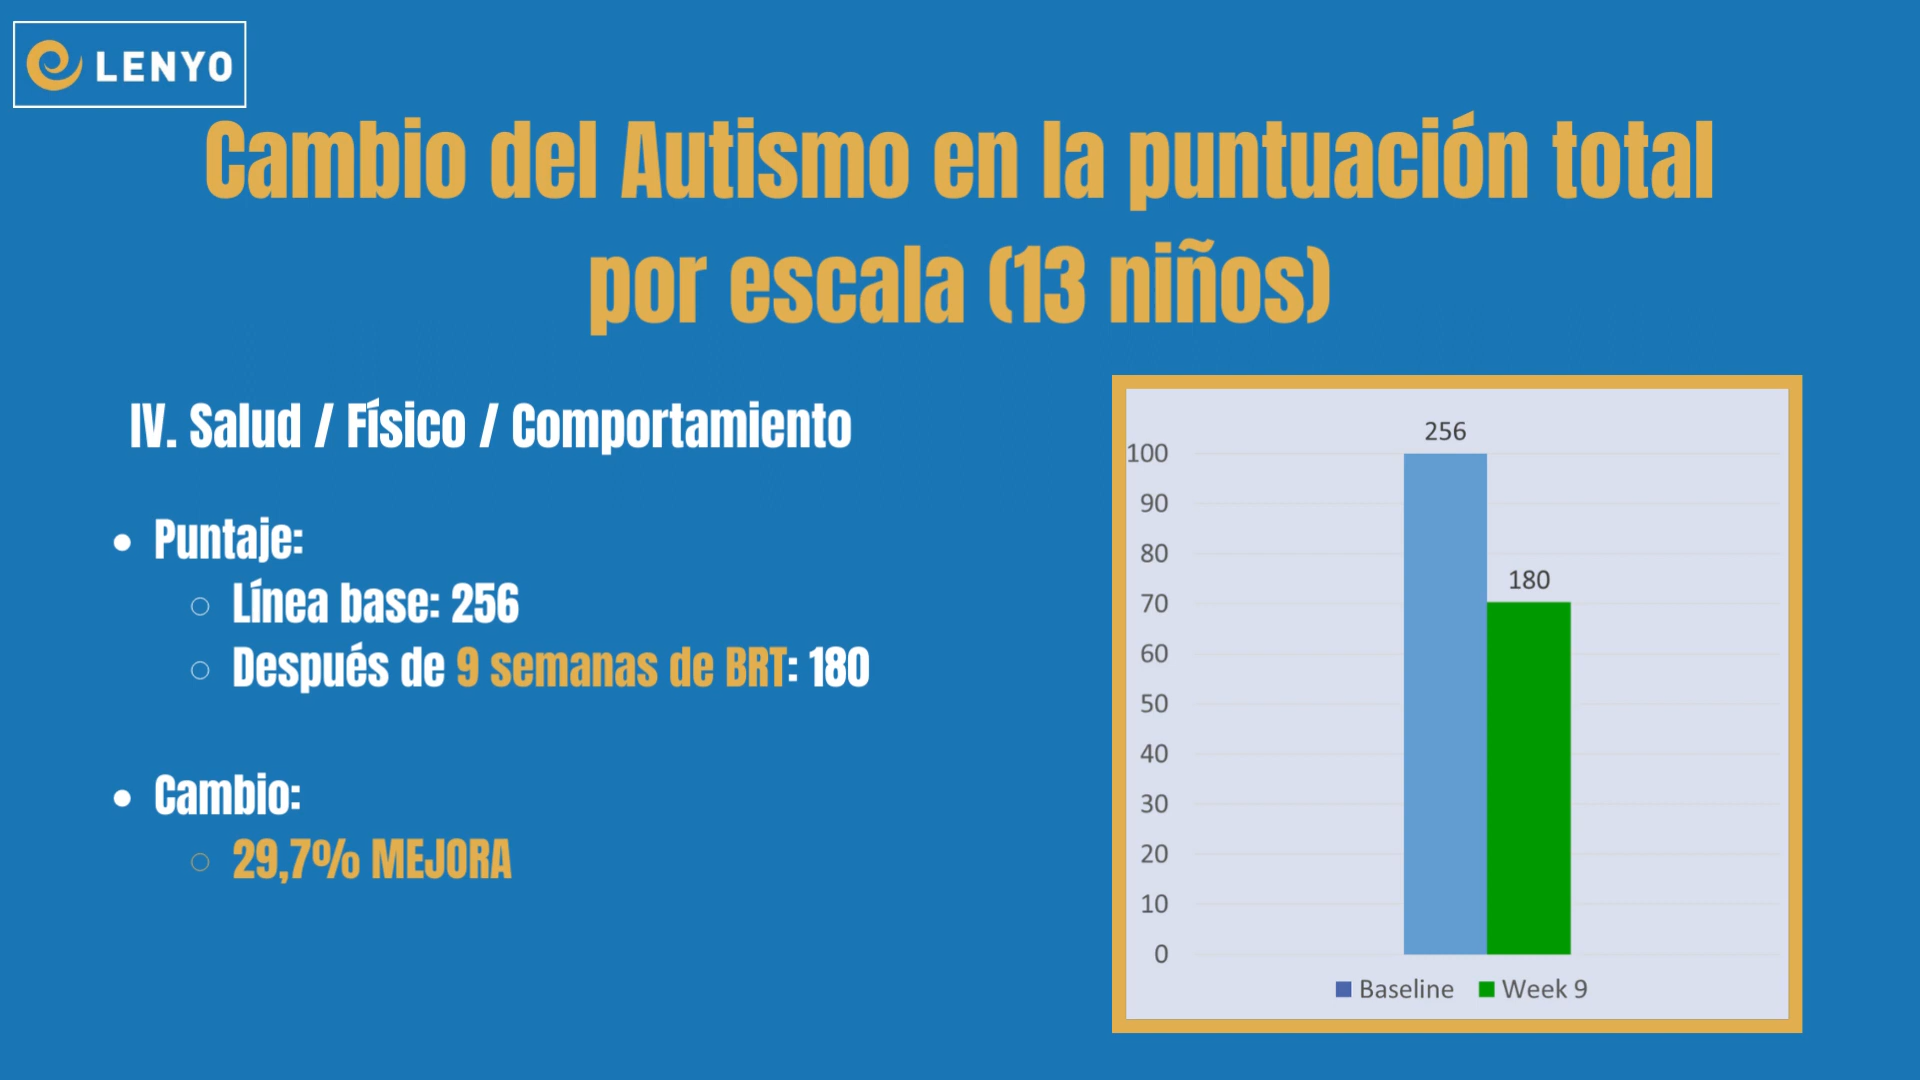 LENYO
Cambio del Autismo en la puntuación total
por escala (13 niños)
IV. Salud / Físico / Comportamiento
Puntaje:
Línea base: 256
Después de 9 semanas de BRT: 180
Cambio:
29,7% MEJORA
256
100
90
80
180
70
60
50
40
30
20
10
0
Baseline Week 9